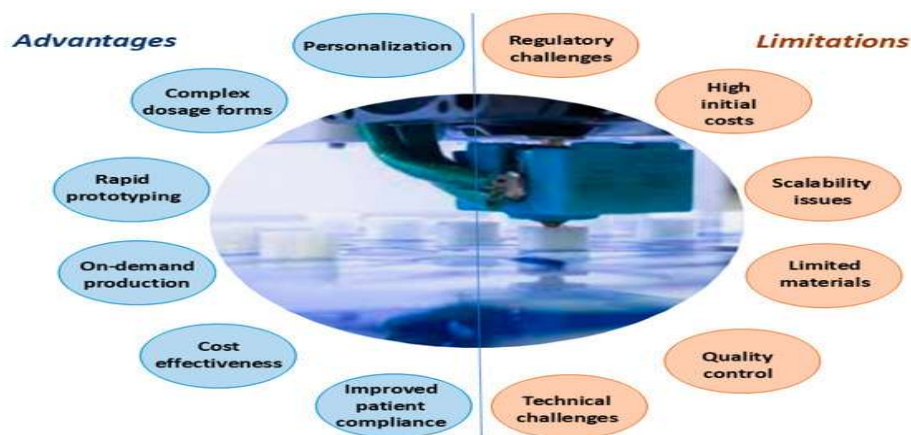 Advantages
Limitations
Personalization
Complex
dosage forms
Rapid
prototyping
On-demand
production
Cost
effectiveness
Improved
patient
compliance
Regulatory
challenges
High
initial
costs
Scalability
issues
Limited
materials
Quality
control
Technical
challenges